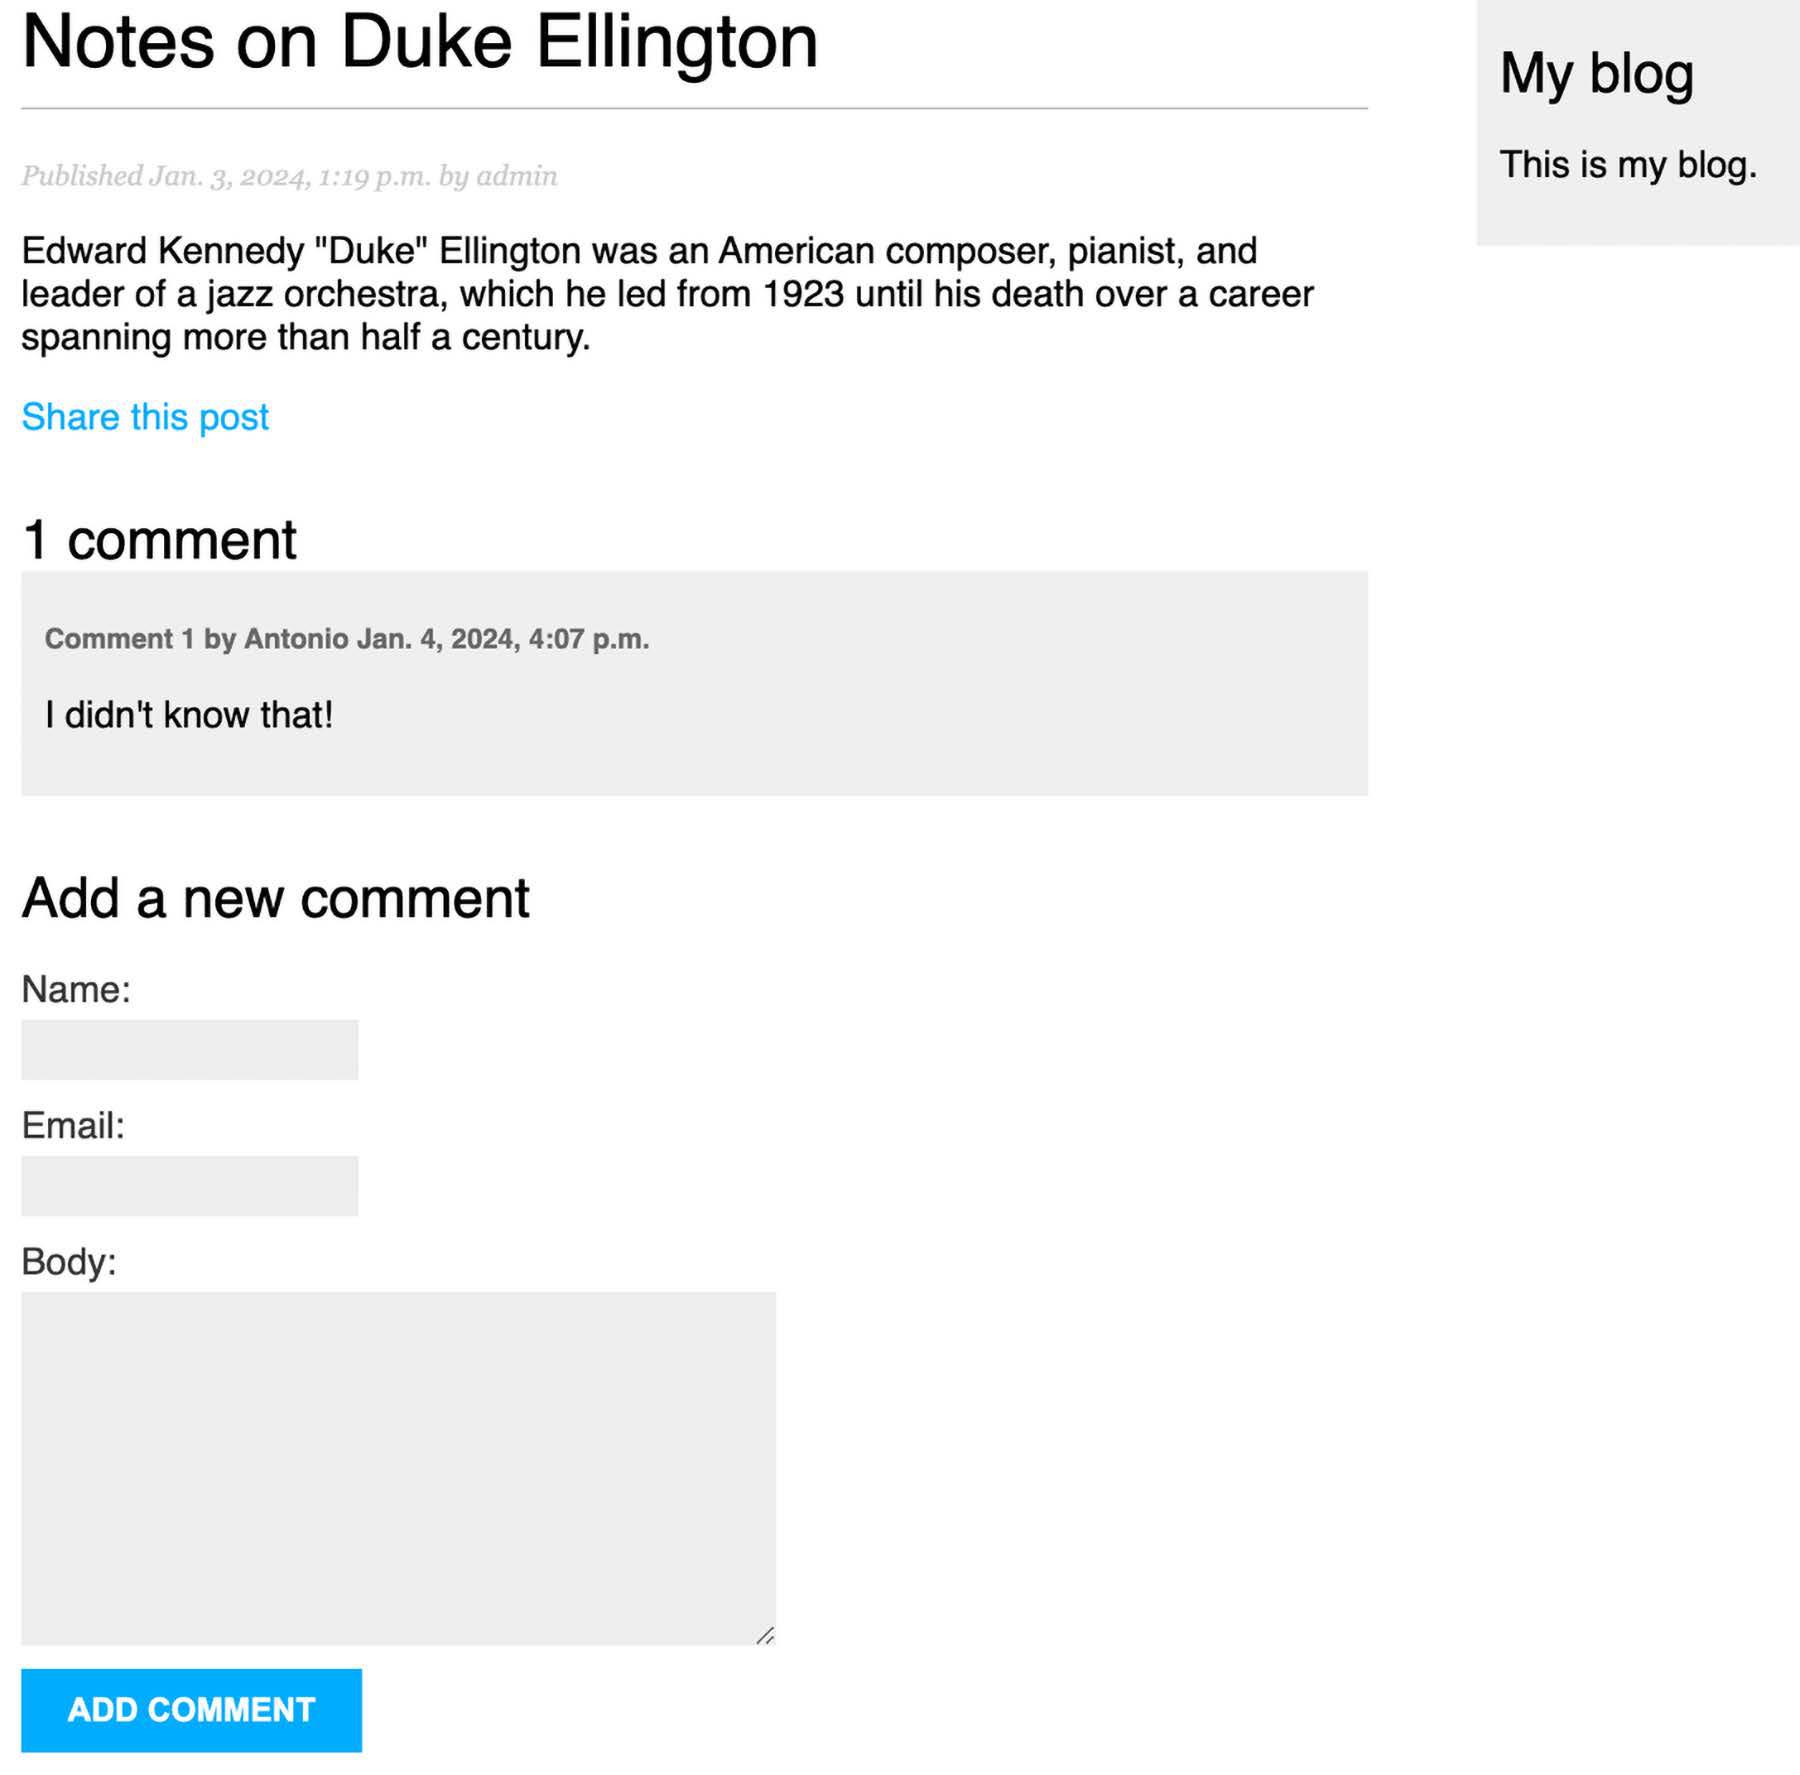 Notes on Duke Ellington
Published Jan. 3, 2024, 1:19 p.m. by admin
Edward Kennedy "Duke" Ellington was an American composer, pianist, and
leader of a jazz orchestra, which he led from 1923 until his death over a career
spanning more than half a century.
Share this post
1 comment
Comment 1 by Antonio Jan. 4, 2024, 4:07 p.m.
I didn't know that!
Add a new comment
Name:
Email:
Body:
ADD COMMENT
My blog
This is my blog.